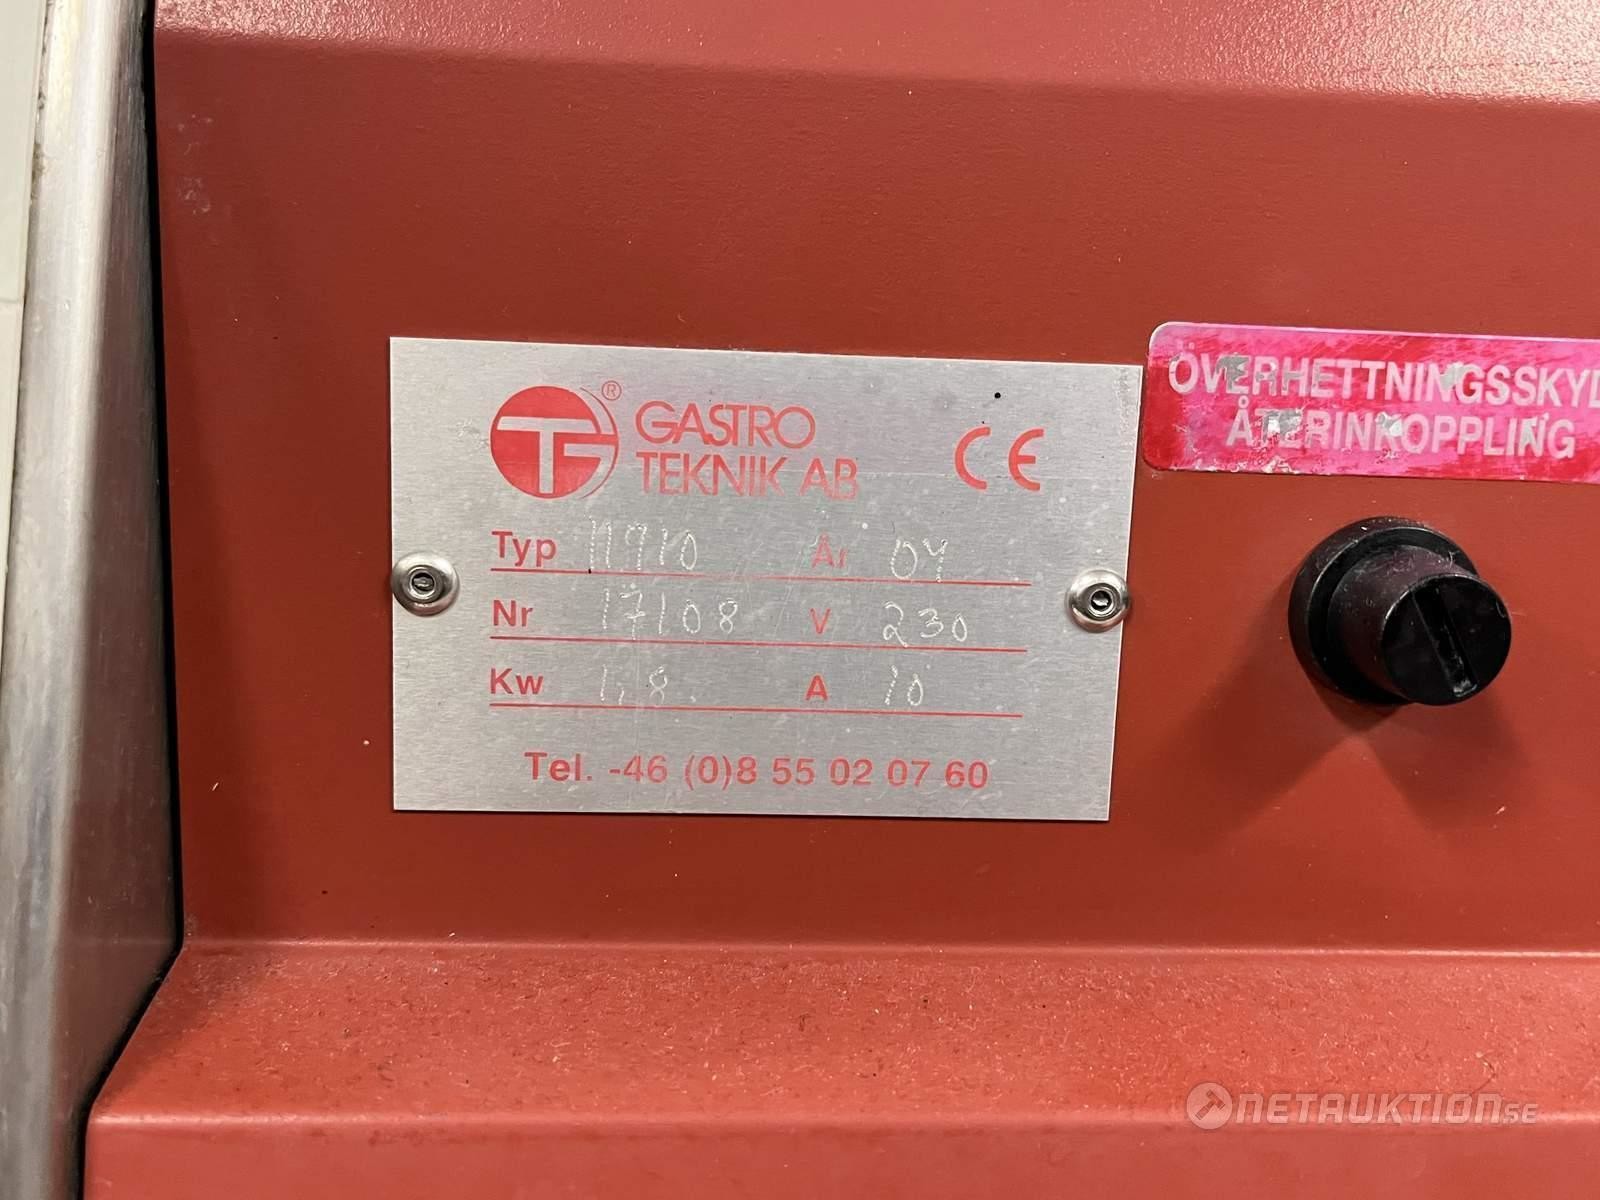 GASTRO
TEKNIK AB
®
CE
Typ 11910 År 04
Nr 17108 V 230
Kw 1,8 A 10
Tel. -46 (0)8 55 02 07 60
ÖVERHETTNINGSSKYD
ÅTERINKOPPLING
NETAUKTION.SE